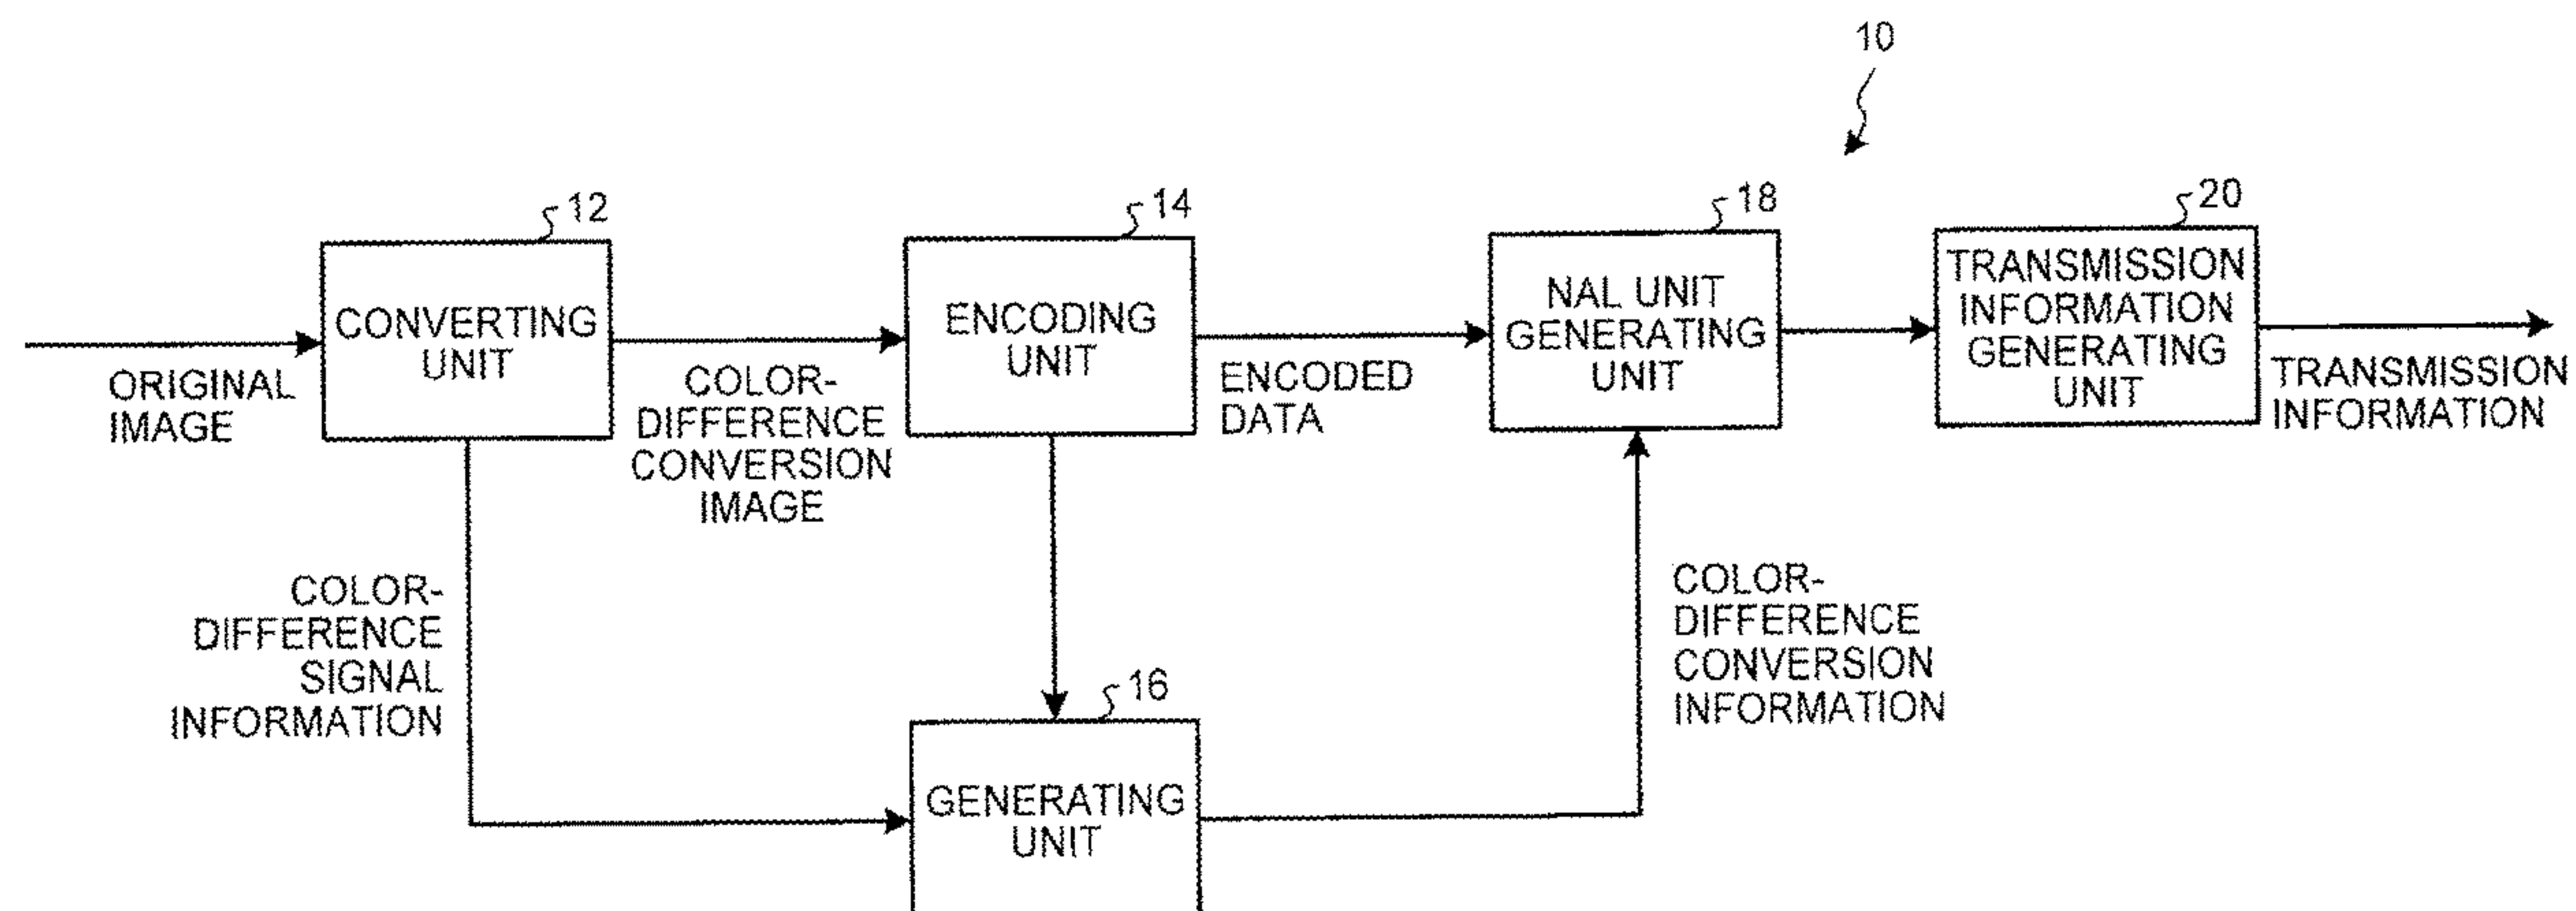 10
12
14
18
20
CONVERTING
UNIT
ENCODING
UNIT
NAL UNIT
GENERATING
UNIT
TRANSMISSION
INFORMATION
GENERATING
UNIT
ORIGINAL
IMAGE
COLOR-
DIFFERENCE
CONVERSION
IMAGE
ENCODED
DATA
TRANSMISSION
INFORMATION
COLOR-
DIFFERENCE
SIGNAL
INFORMATION
COLOR-
DIFFERENCE
CONVERSION
INFORMATION
16
GENERATING
UNIT